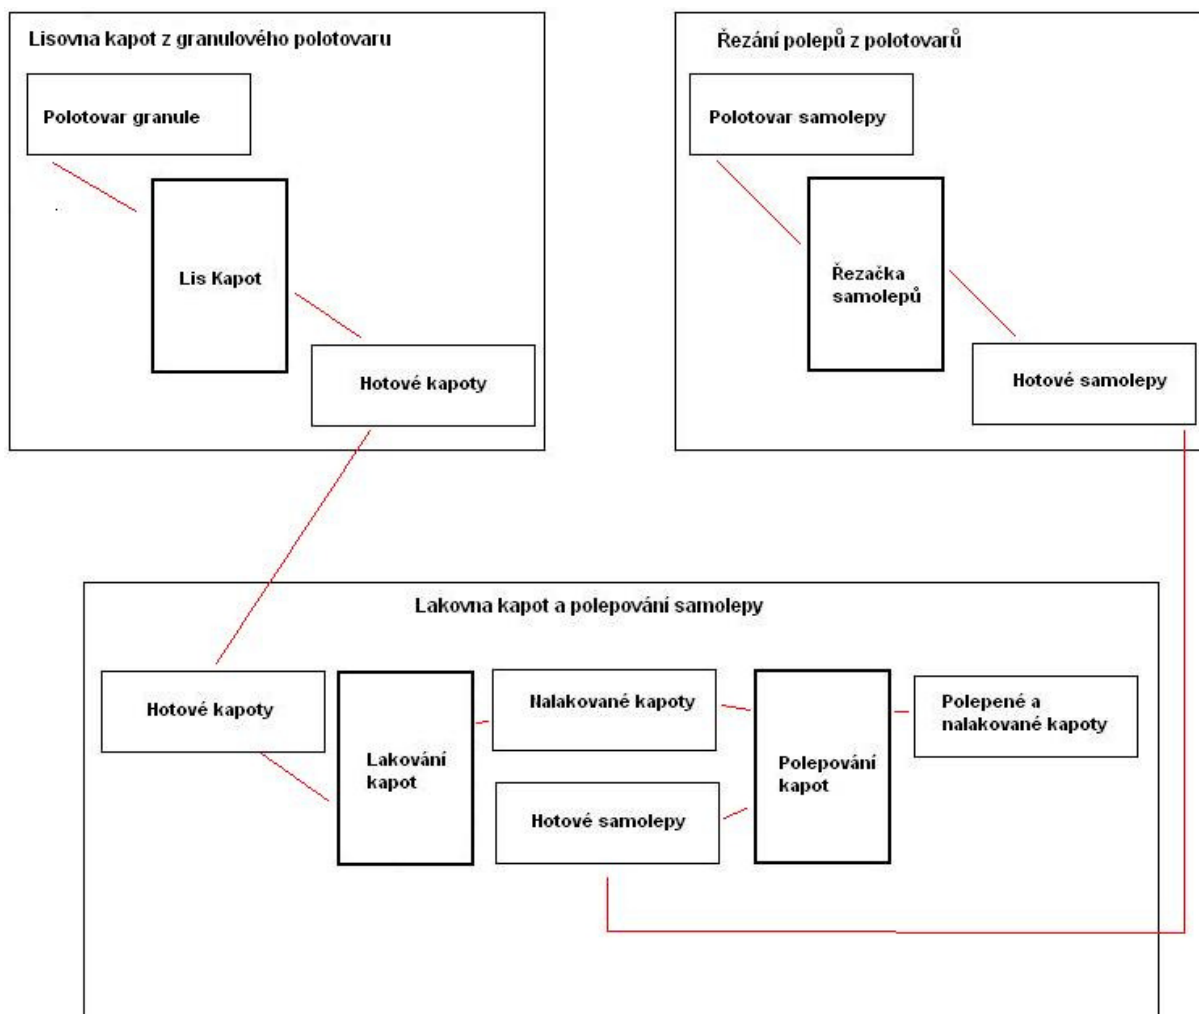 Lisovna kapot z granulového polotovaru
Polotovar granule
Lis Kapot
Hotové kapoty
Řezání polepů z polotovarů
Polotovar samolepy
Řezačka
samolepů
Hotové samolepy
Lakovna kapot a polepování samolepy
Hotové kapoty
Lakování
kapot
Nalakované kapoty
Hotové samolepy
Polepování
kapot
Polepené a
nalakované kapoty